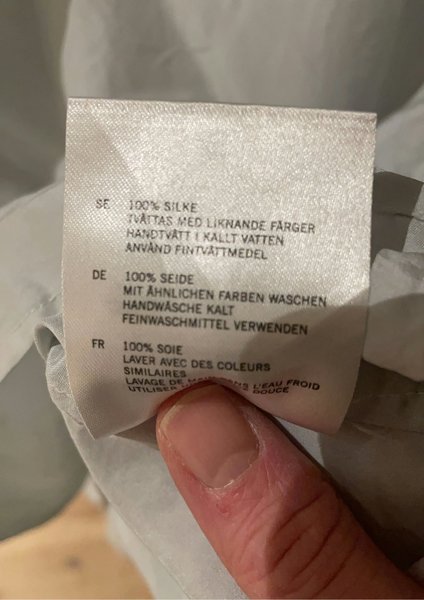 SE 100% SILKE
TVÄTTAS MED LIKNANDE FÄRGER
HANDTVÄTT I KALLT VATTEN
ANVÄND FINTVÄTTMEDEL
DE 100% SEIDE
MIT ÄHNLICHEN FARBEN WASCHEN
HANDWÄSCHE KALT
FEINWASCHMITTEL VERWENDEN
FR 100% SOIE
LAVER AVEC DES COULEURS
SIMILAIRES
LAVAGE DE L'EAU FROID
UTILISER DOUCE